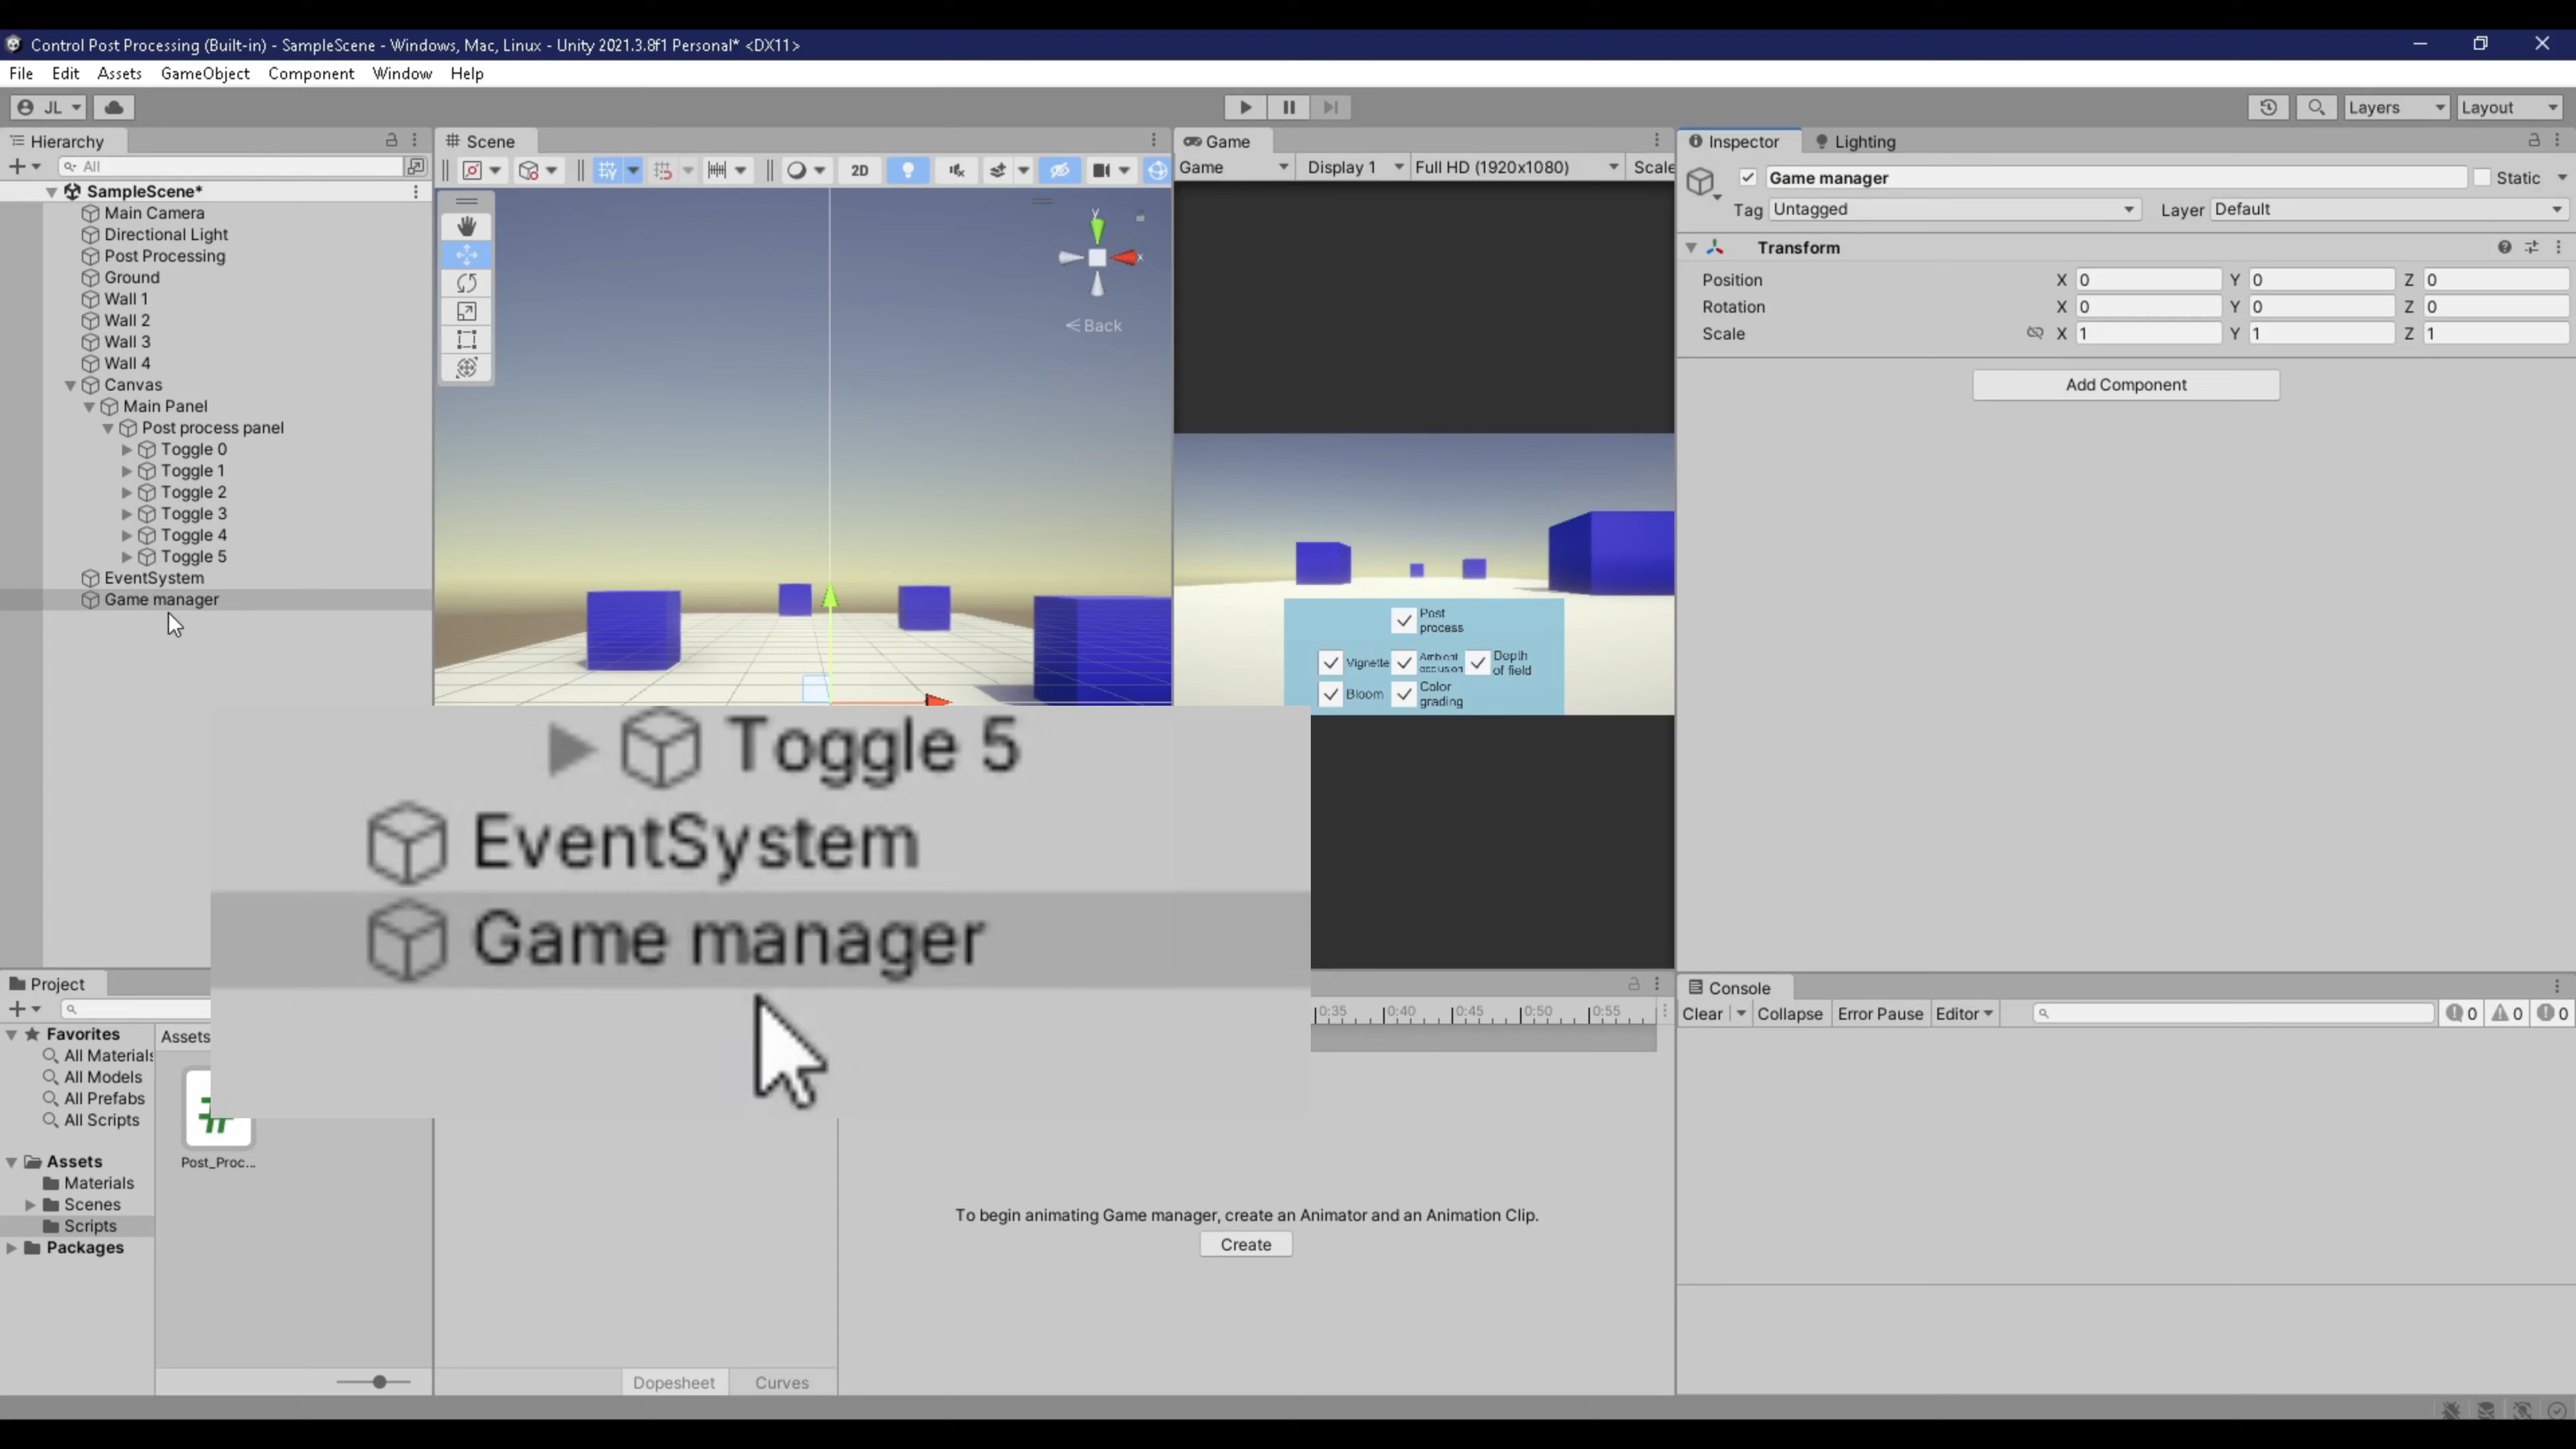 Control Post Processing (Built-in) - SampleScene - Windows, Mac, Linux - Unity 2021.3.8f1 Personal* <DX11>
File Edit Assets GameObject Component Window Help
JL Layers Layout
Hierarchy
All
SampleScene*
Main Camera
Directional Light
Post Processing
Ground
Wall 1
Wall 2
Wall 3
Wall 4
Canvas
Main Panel
Post process panel
Toggle 0
Toggle 1
Toggle 2
Toggle 3
Toggle 4
Toggle 5
EventSystem
Game manager
Scene
2D
y
x
Back
Game
Game Display 1 Full HD (1920x1080) Scale
Post
process
Vignette
Ambient
occusion
Depth
of field
Bloom
Color
grading
Inspector Lighting
Game manager Static
Tag Untagged Layer Default
Transform
Position X 0 Y 0 Z 0
Rotation X 0 Y 0 Z 0
Scale X 1 Y 1 Z 1
Add Component
Toggle 5
EventSystem
Game manager
Project
Favorites
All Materials
All Models
All Prefabs
All Scripts
Assets
Materials
Scenes
Scripts
Packages
Assets
#
Post_Proc...
0:35 0:40 0:45 0:50 0:55
To begin animating Game manager, create an Animator and an Animation Clip.
Create
Dopesheet Curves
Console
Clear Collapse Error Pause Editor 0 0 0